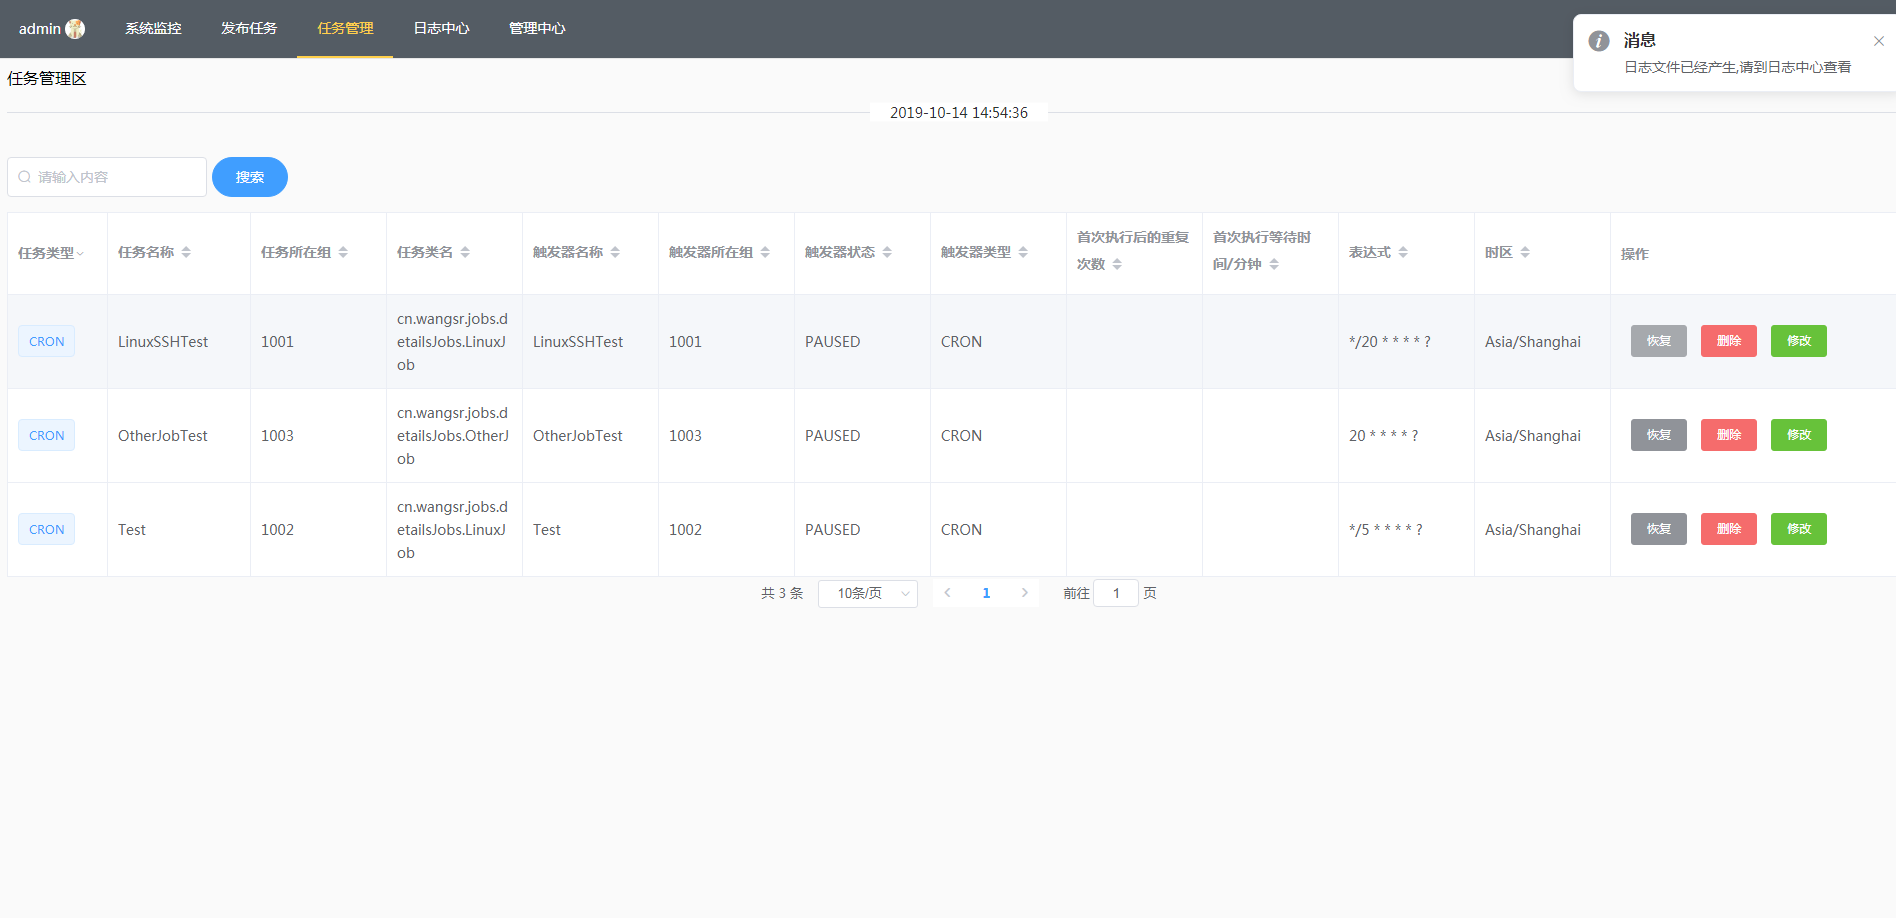 admin 系统监控 发布任务 任务管理 日志中心 管理中心
消息
日志文件已经产生,请到日志中心查看
任务管理区
2019-10-14 14:54:36
请输入内容 搜索
任务类型 任务名称 任务所在组 任务类名 触发器名称 触发器所在组 触发器状态 触发器类型 首次执行后的重复 首次执行等待时 表达式 时区 操作
次数 间/分钟
cn.wangsr.jobs.d
CRON LinuxSSHTest 1001 etailsJobs.LinuxJ LinuxSSHTest 1001 PAUSED CRON */20 * * * * ? Asia/Shanghai 恢复 删除 修改
ob
cn.wangsr.jobs.d
CRON OtherJobTest 1003 etailsJobs.OtherJ OtherJobTest 1003 PAUSED CRON 20 * * * * ? Asia/Shanghai 恢复 删除 修改
ob
cn.wangsr.jobs.d
CRON Test 1002 etailsJobs.LinuxJ Test 1002 PAUSED CRON */5 * * * * ? Asia/Shanghai 恢复 删除 修改
ob
共 3 条 10条/页 1 前往 1 页